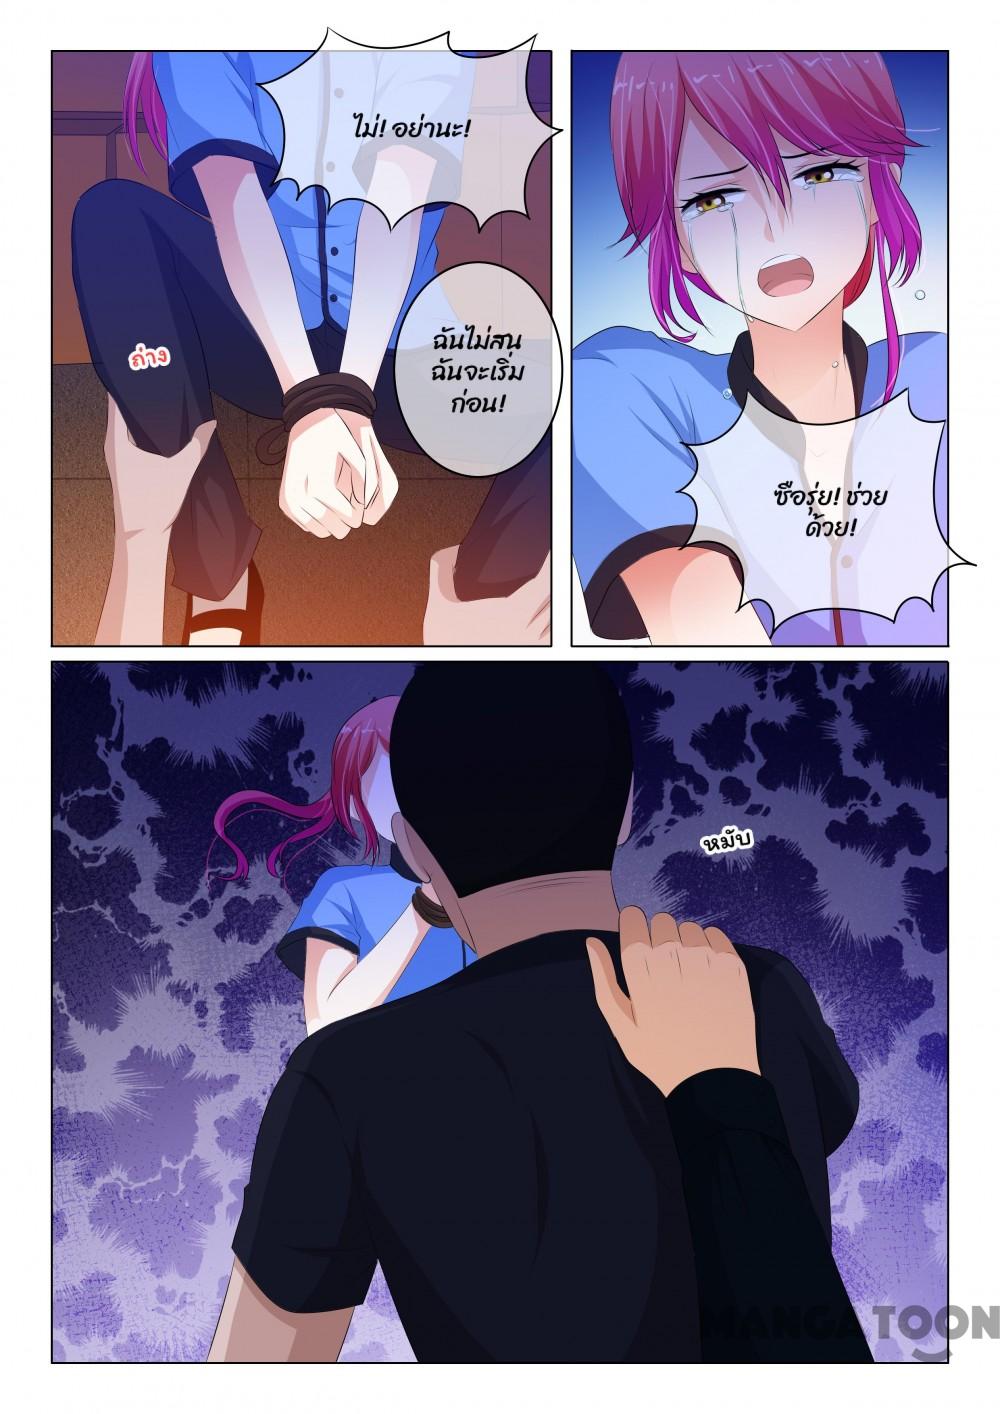 ไม่! อย่านะ!
ฉันไม่สน
ฉันจะเริ่ม
ก่อน!
ถ่าง
ซือรุ่ย! ช่วย
ด้วย!
หมับ
MANGATOON